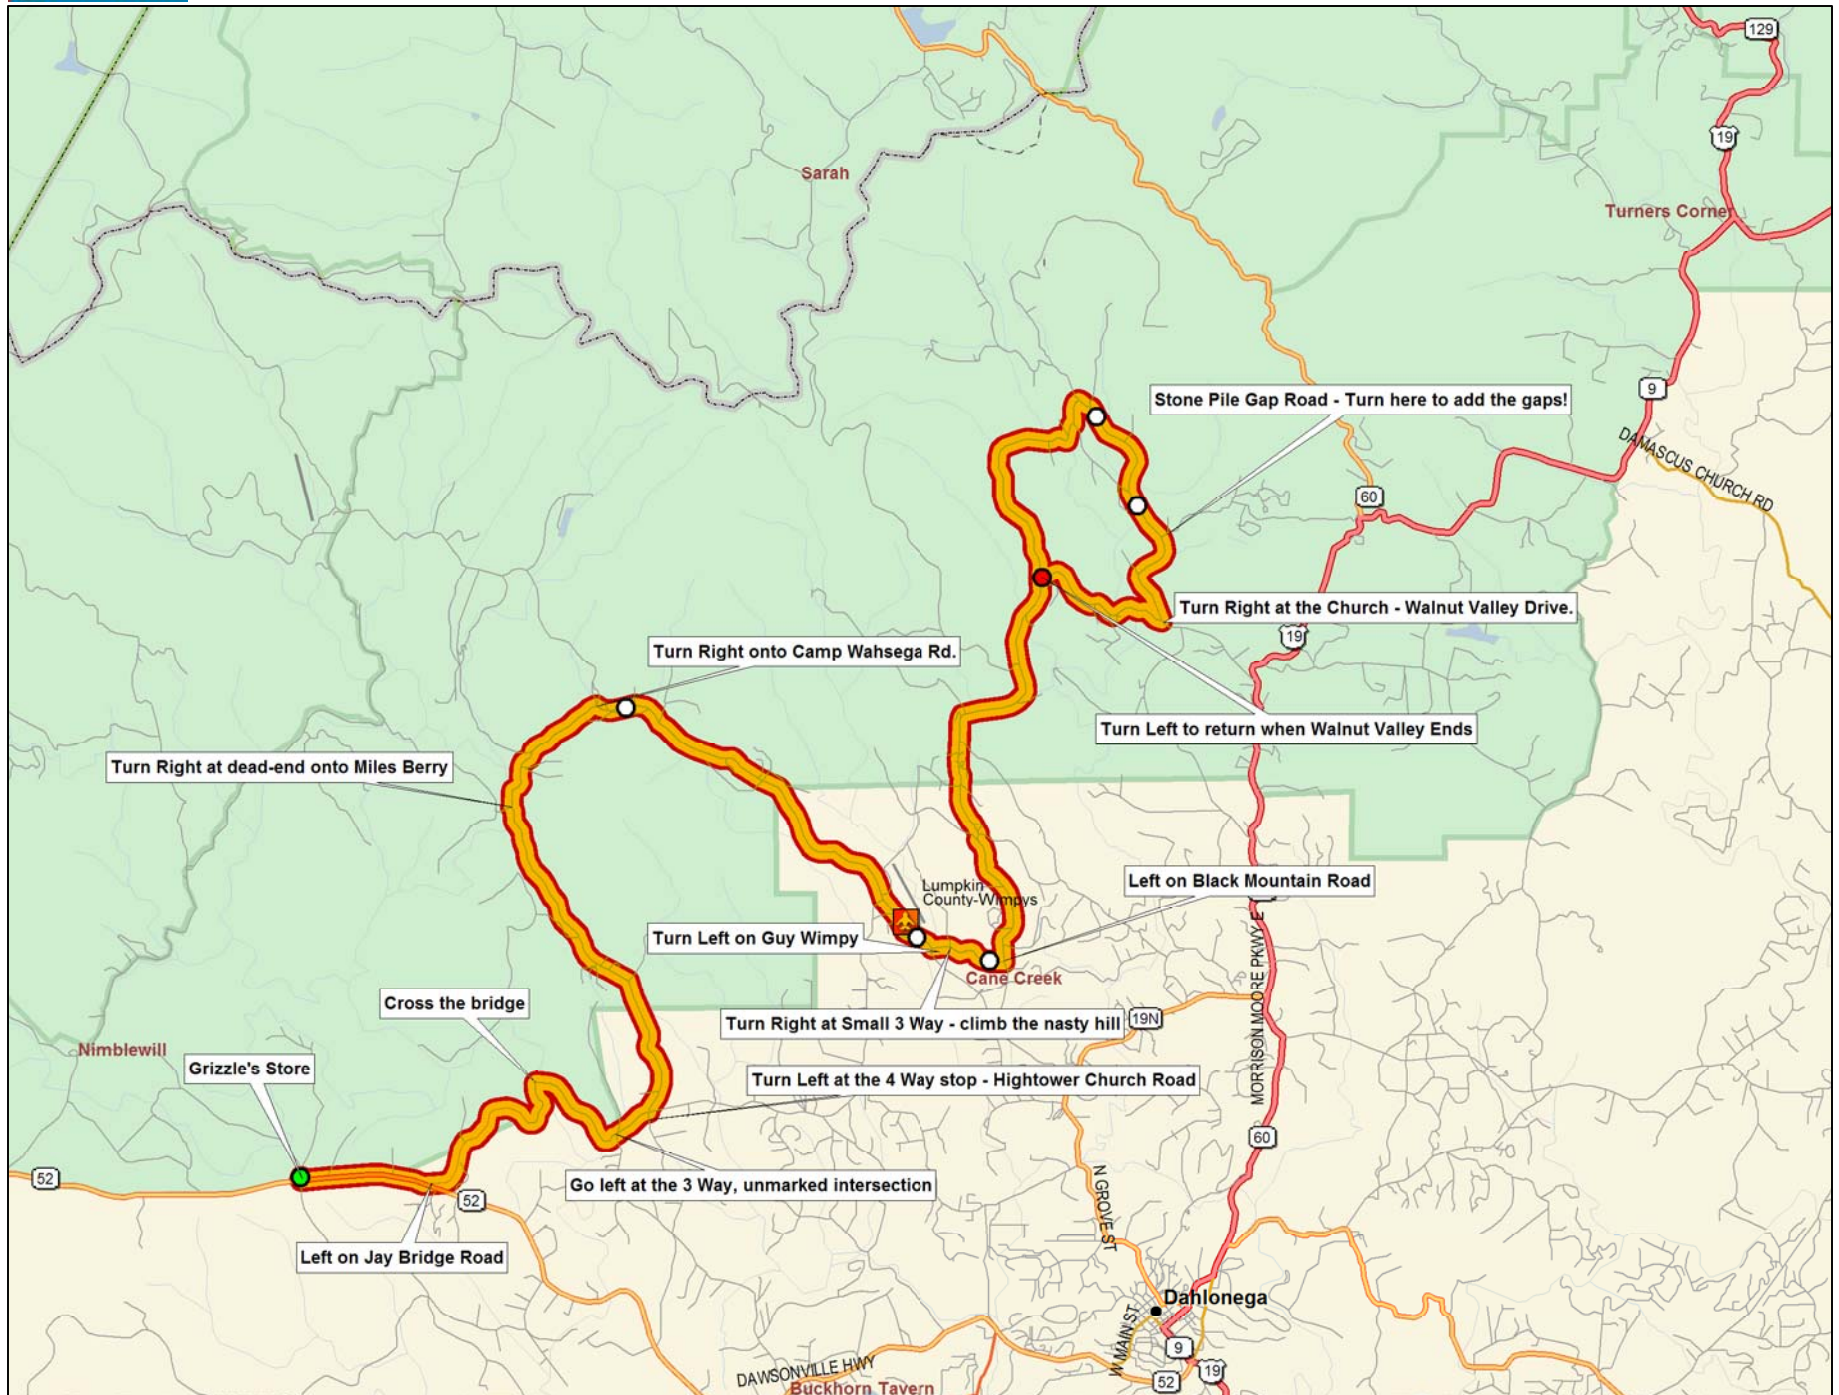 129
19
Sarah
Turners Corner
9
Stone Pile Gap Road - Turn here to add the gaps!
DAMASCUS CHURCH RD
60
Turn Right at the Church - Walnut Valley Drive.
19
Turn Right onto Camp Wahsega Rd.
Turn Left to return when Walnut Valley Ends
Turn Right at dead-end onto Miles Berry
Left on Black Mountain Road
Lumpkin
County-Wimpys
Turn Left on Guy Wimpy
Cane Creek
Cross the bridge
Turn Right at Small 3 Way - climb the nasty hill
19N
MORRISON MOORE PKWY E
Nimblewill
Grizzle's Store
Turn Left at the 4 Way stop - Hightower Church Road
60
52
Go left at the 3 Way, unmarked intersection
52
N GROVE ST
Left on Jay Bridge Road
Dahlonega
W MAIN ST
9
DAWSONVILLE HWY
19
52
Buckhorn Tavern